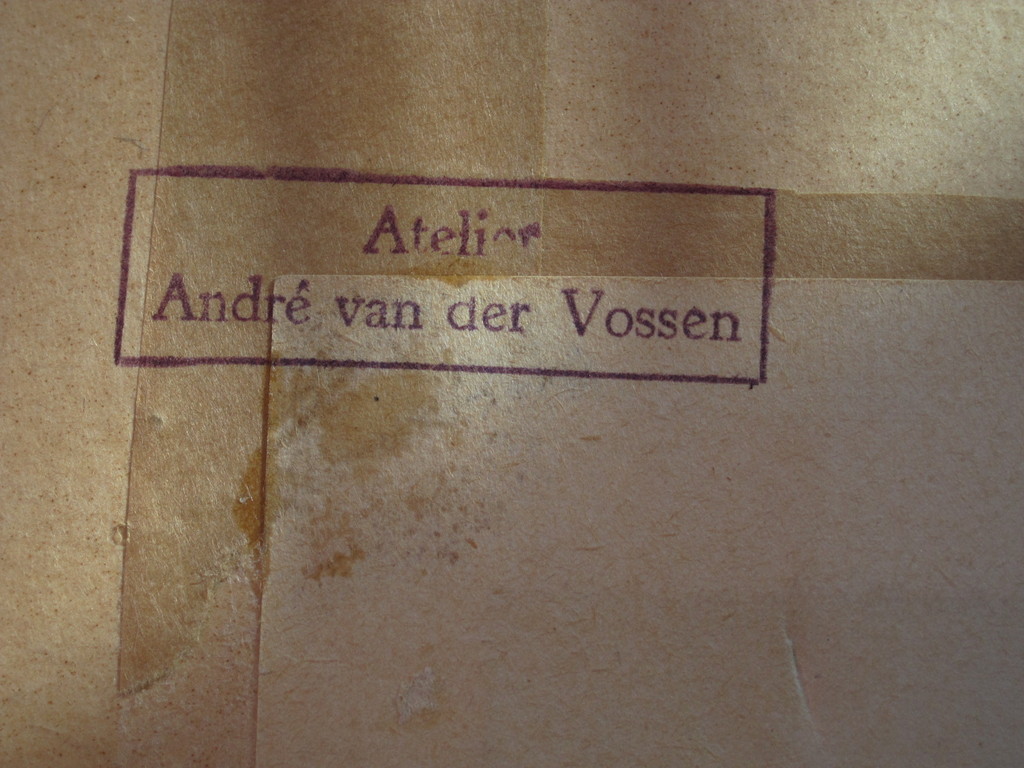 Atelier
André van der Vossen